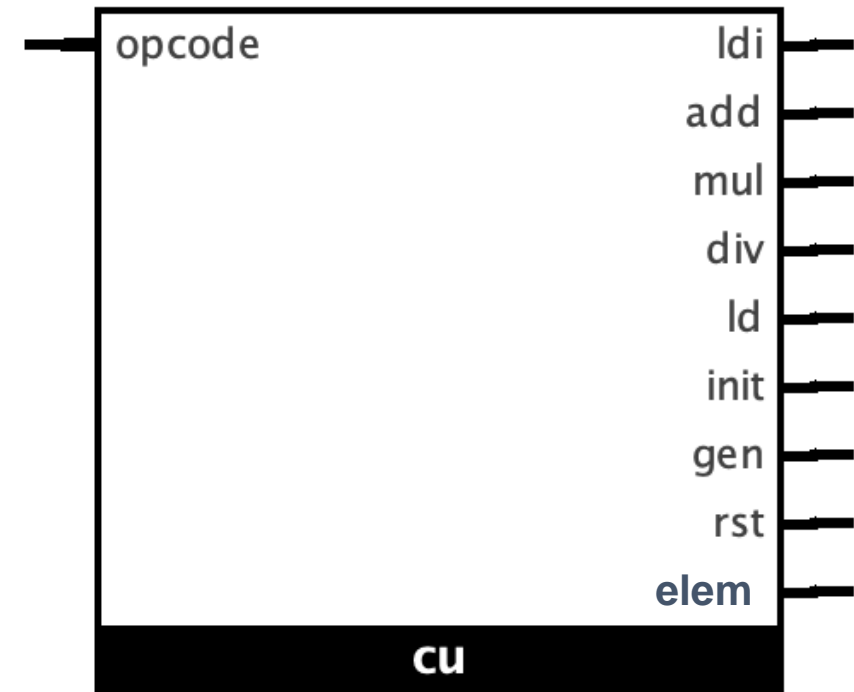 opcode ldi
add
mul
div
ld
init
gen
rst
elem
cu